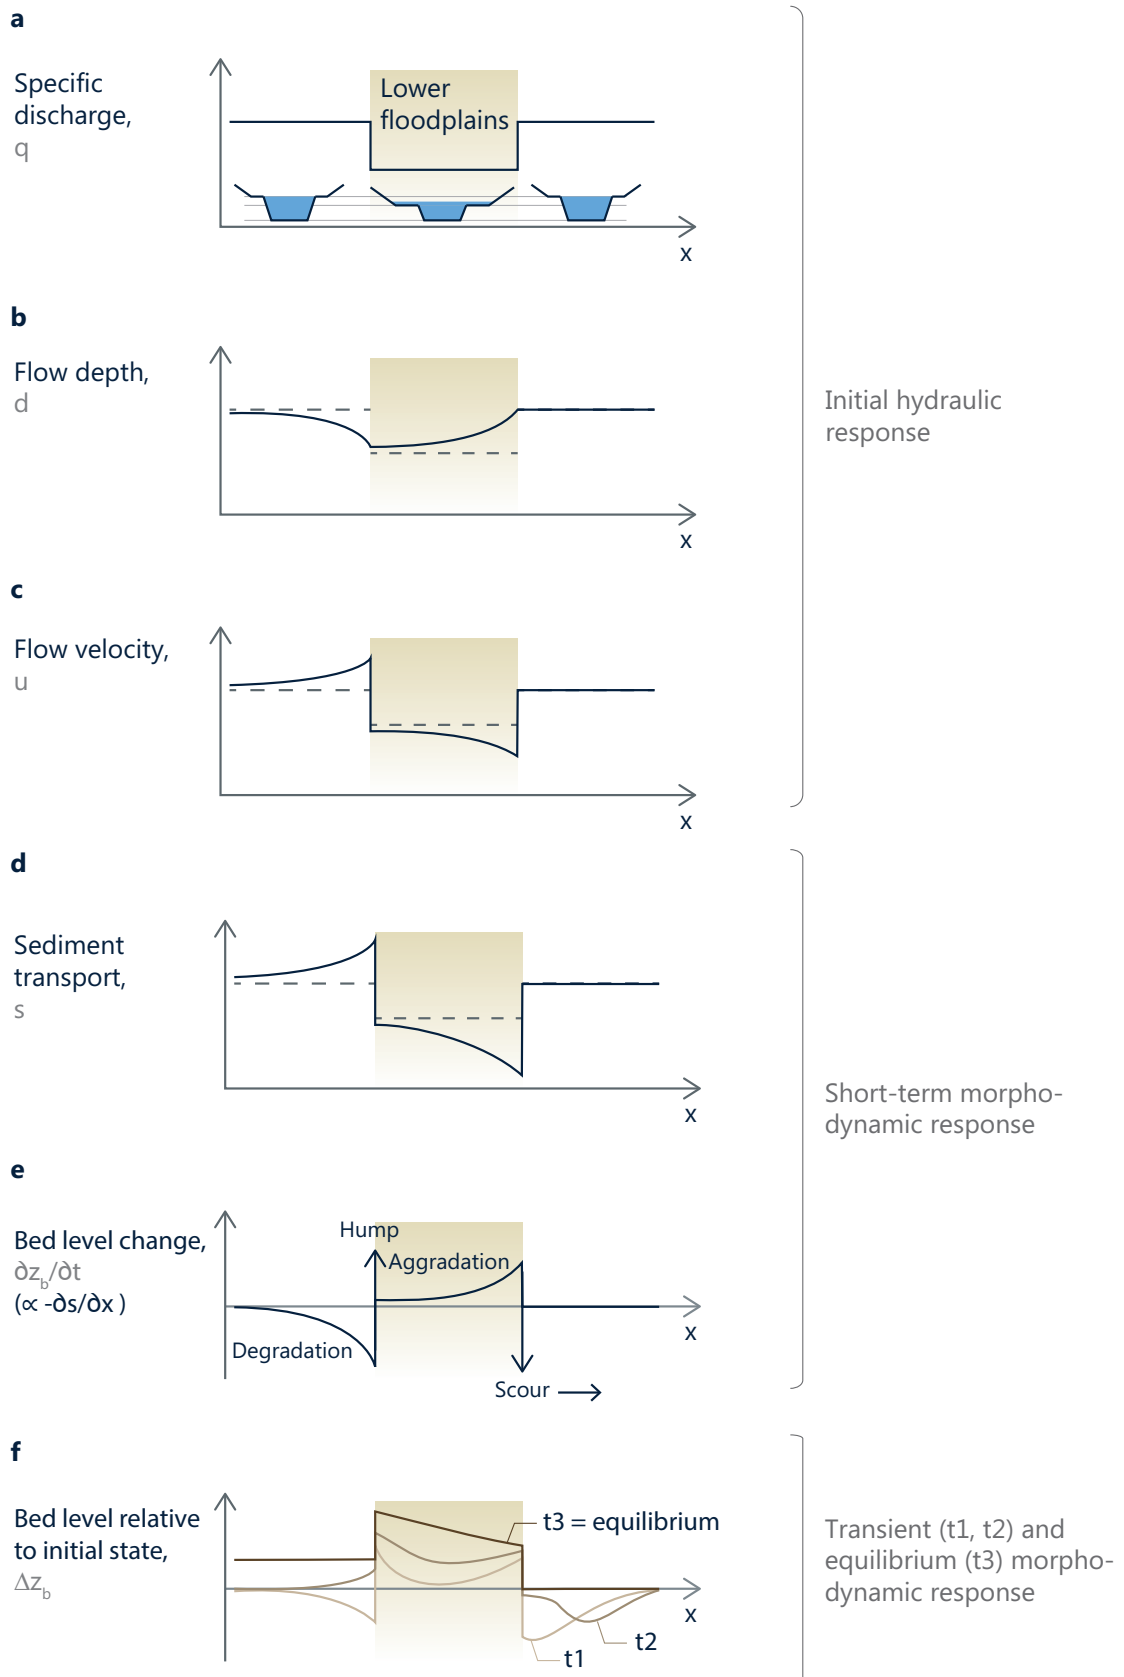 a
Specific
discharge,
q
Lower
floodplains
x
b
Flow depth,
d
x
Initial hydraulic
response
c
Flow velocity,
u
x
d
Sediment
transport,
s
x
Short-term morpho-
dynamic response
e
Bed level change,
∂z_b/∂t
(∝ -∂s/∂x )
Hump
Aggradation
Degradation
x
Scour
f
Bed level relative
to initial state,
Δz_b
t3 = equilibrium
x
t2
t1
Transient (t1, t2) and
equilibrium (t3) morpho-
dynamic response